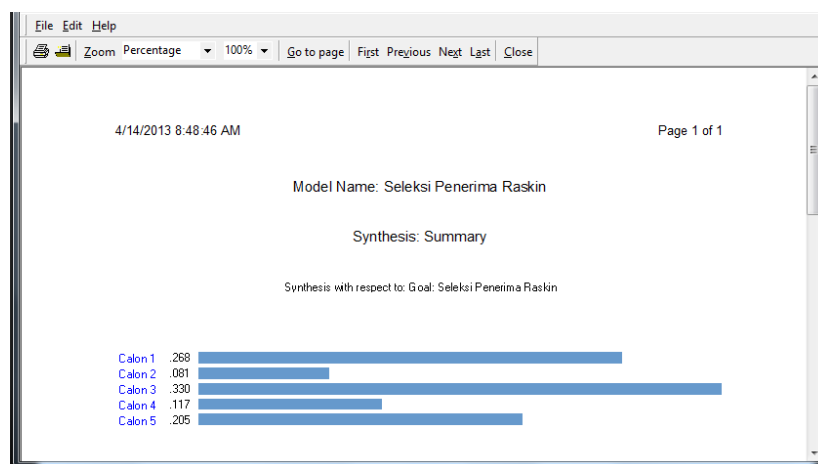 File Edit Help
Zoom Percentage 100% Go to page First Previous Next Last Close
4/14/2013 8:48:46 AM Page 1 of 1
Model Name: Seleksi Penerima Raskin
Synthesis: Summary
Synthesis with respect to: Goal: Seleksi Penerima Raskin
Calon 1 .268
Calon 2 .081
Calon 3 .330
Calon 4 .117
Calon 5 .205